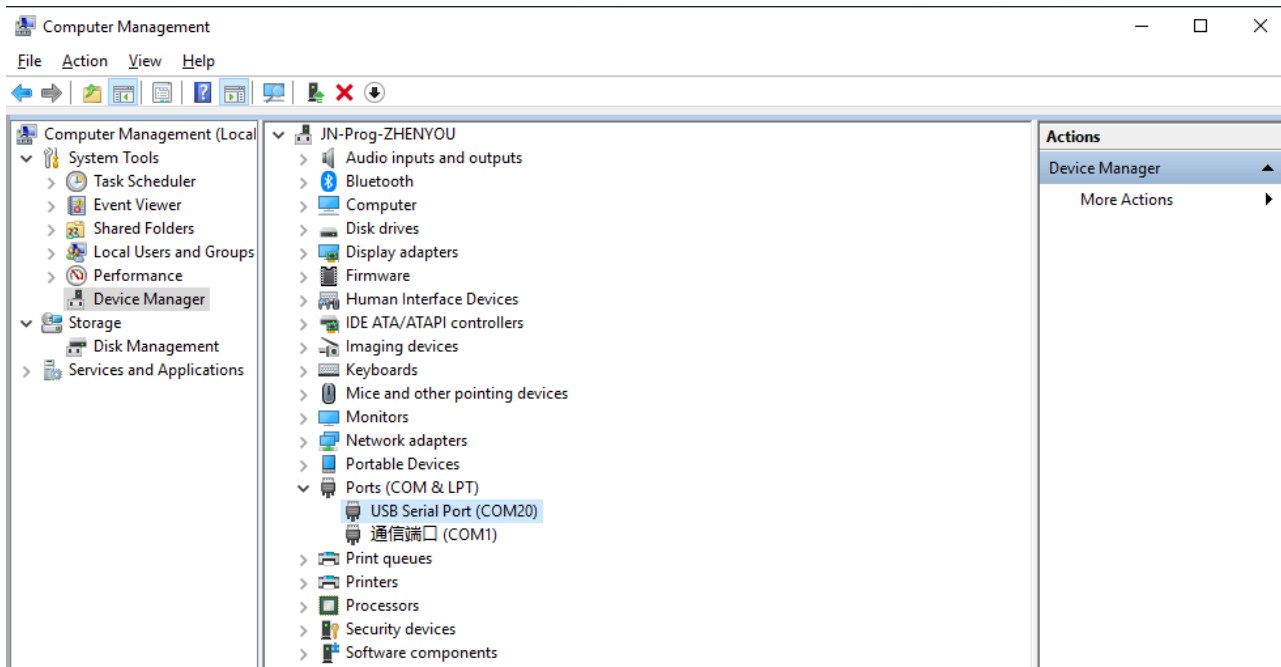 Computer Management
File Action View Help
Computer Management (Local
System Tools
Task Scheduler
Event Viewer
Shared Folders
Local Users and Groups
Performance
Device Manager
Storage
Disk Management
Services and Applications
JN-Prog-ZHENYOU
Audio inputs and outputs
Bluetooth
Computer
Disk drives
Display adapters
Firmware
Human Interface Devices
IDE ATA/ATAPI controllers
Imaging devices
Keyboards
Mice and other pointing devices
Monitors
Network adapters
Portable Devices
Ports (COM & LPT)
USB Serial Port (COM20)
通信端口 (COM1)
Print queues
Printers
Processors
Security devices
Software components
Actions
Device Manager
More Actions